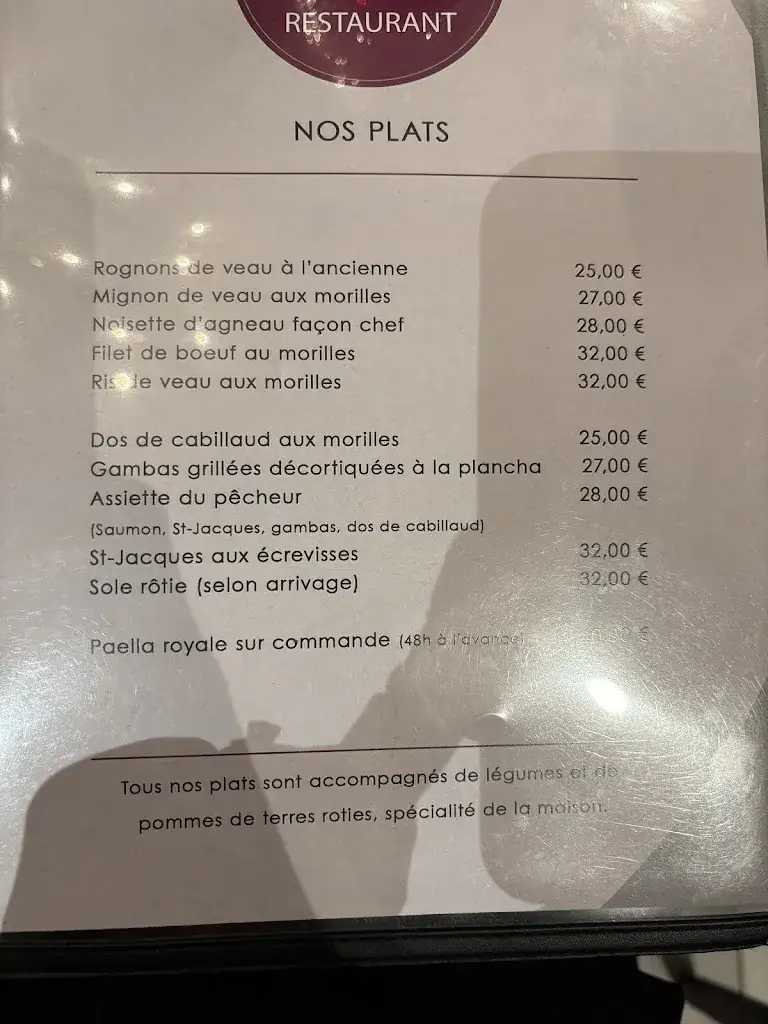 RESTAURANT
NOS PLATS
Rognons de veau à l'ancienne 25,00 €
Mignon de veau aux morilles 27,00 €
Noisette d'agneau façon chef 28,00 €
Filet de boeuf au morilles 32,00 €
Ris de veau aux morilles 32,00 €
Dos de cabillaud aux morilles 25,00 €
Gambas grillées décortiquées à la plancha 27,00 €
Assiette du pêcheur 28,00 €
(Saumon, St-Jacques, gambas, dos de cabillaud)
St-Jacques aux écrevisses 32,00 €
Sole rôtie (selon arrivage) 32,00 €
Paella royale sur commande (48h à l'avance)
Tous nos plats sont accompagnés de légumes et de
pommes de terres roties, spécialité de la maison.